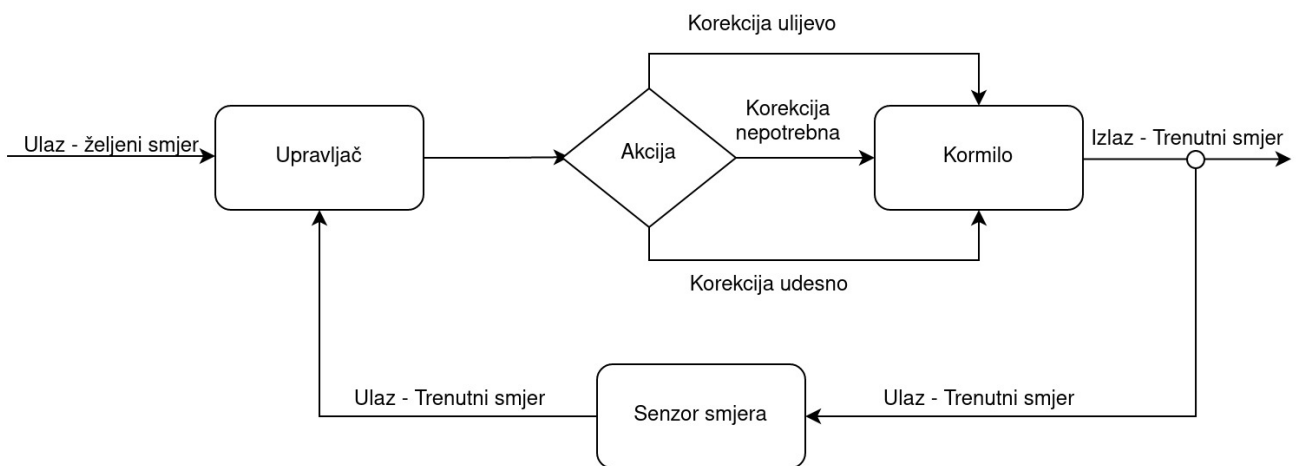 Korekcija ulijevo
Korekcija
nepotrebna
Ulaz - željeni smjer
Upravljač
Akcija
Kormilo
Izlaz - Trenutni smjer
Korekcija udesno
Ulaz - Trenutni smjer
Senzor smjera
Ulaz - Trenutni smjer